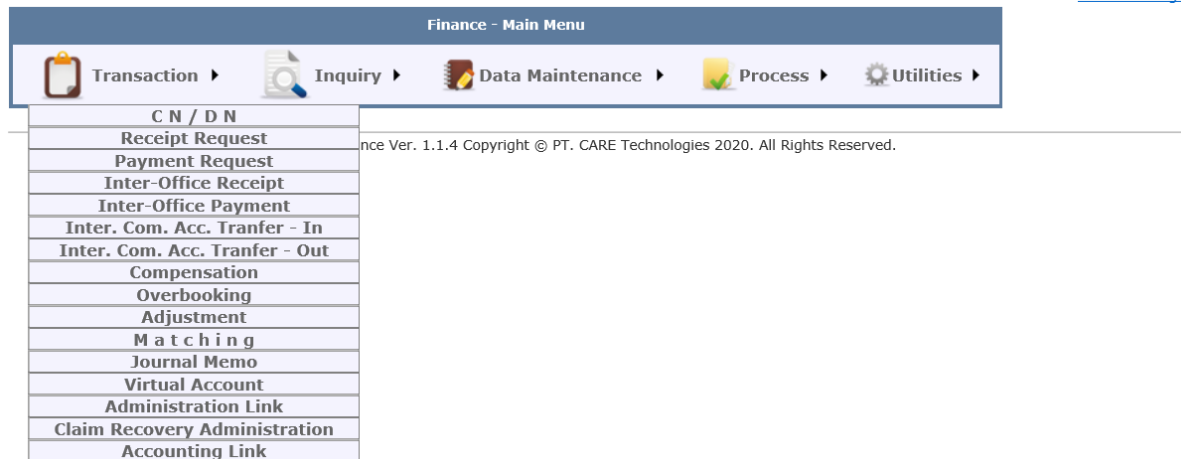 Finance - Main Menu
Transaction Inquiry Data Maintenance Process Utilities
C N / D N
Receipt Request
nce Ver. 1.1.4 Copyright © PT. CARE Technologies 2020. All Rights Reserved.
Payment Request
Inter-Office Receipt
Inter-Office Payment
Inter. Com. Acc. Tranfer - In
Inter. Com. Acc. Tranfer - Out
Compensation
Overbooking
Adjustment
M a t c h i n g
Journal Memo
Virtual Account
Administration Link
Claim Recovery Administration
Accounting Link